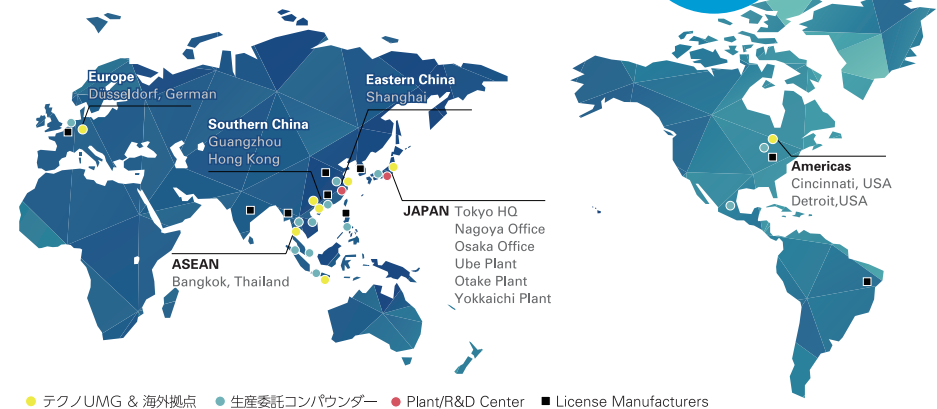 Europe
Düsseldorf, German
Southern China
Guangzhou
Hong Kong
Eastern China
Shanghai
JAPAN Tokyo HQ
Nagoya Office
Osaka Office
Ube Plant
Otake Plant
Yokkaichi Plant
ASEAN
Bangkok, Thailand
Americas
Cincinnati, USA
Detroit,USA
テクノUMG & 海外拠点 生産委託コンパウンダー Plant/R&D Center License Manufacturers